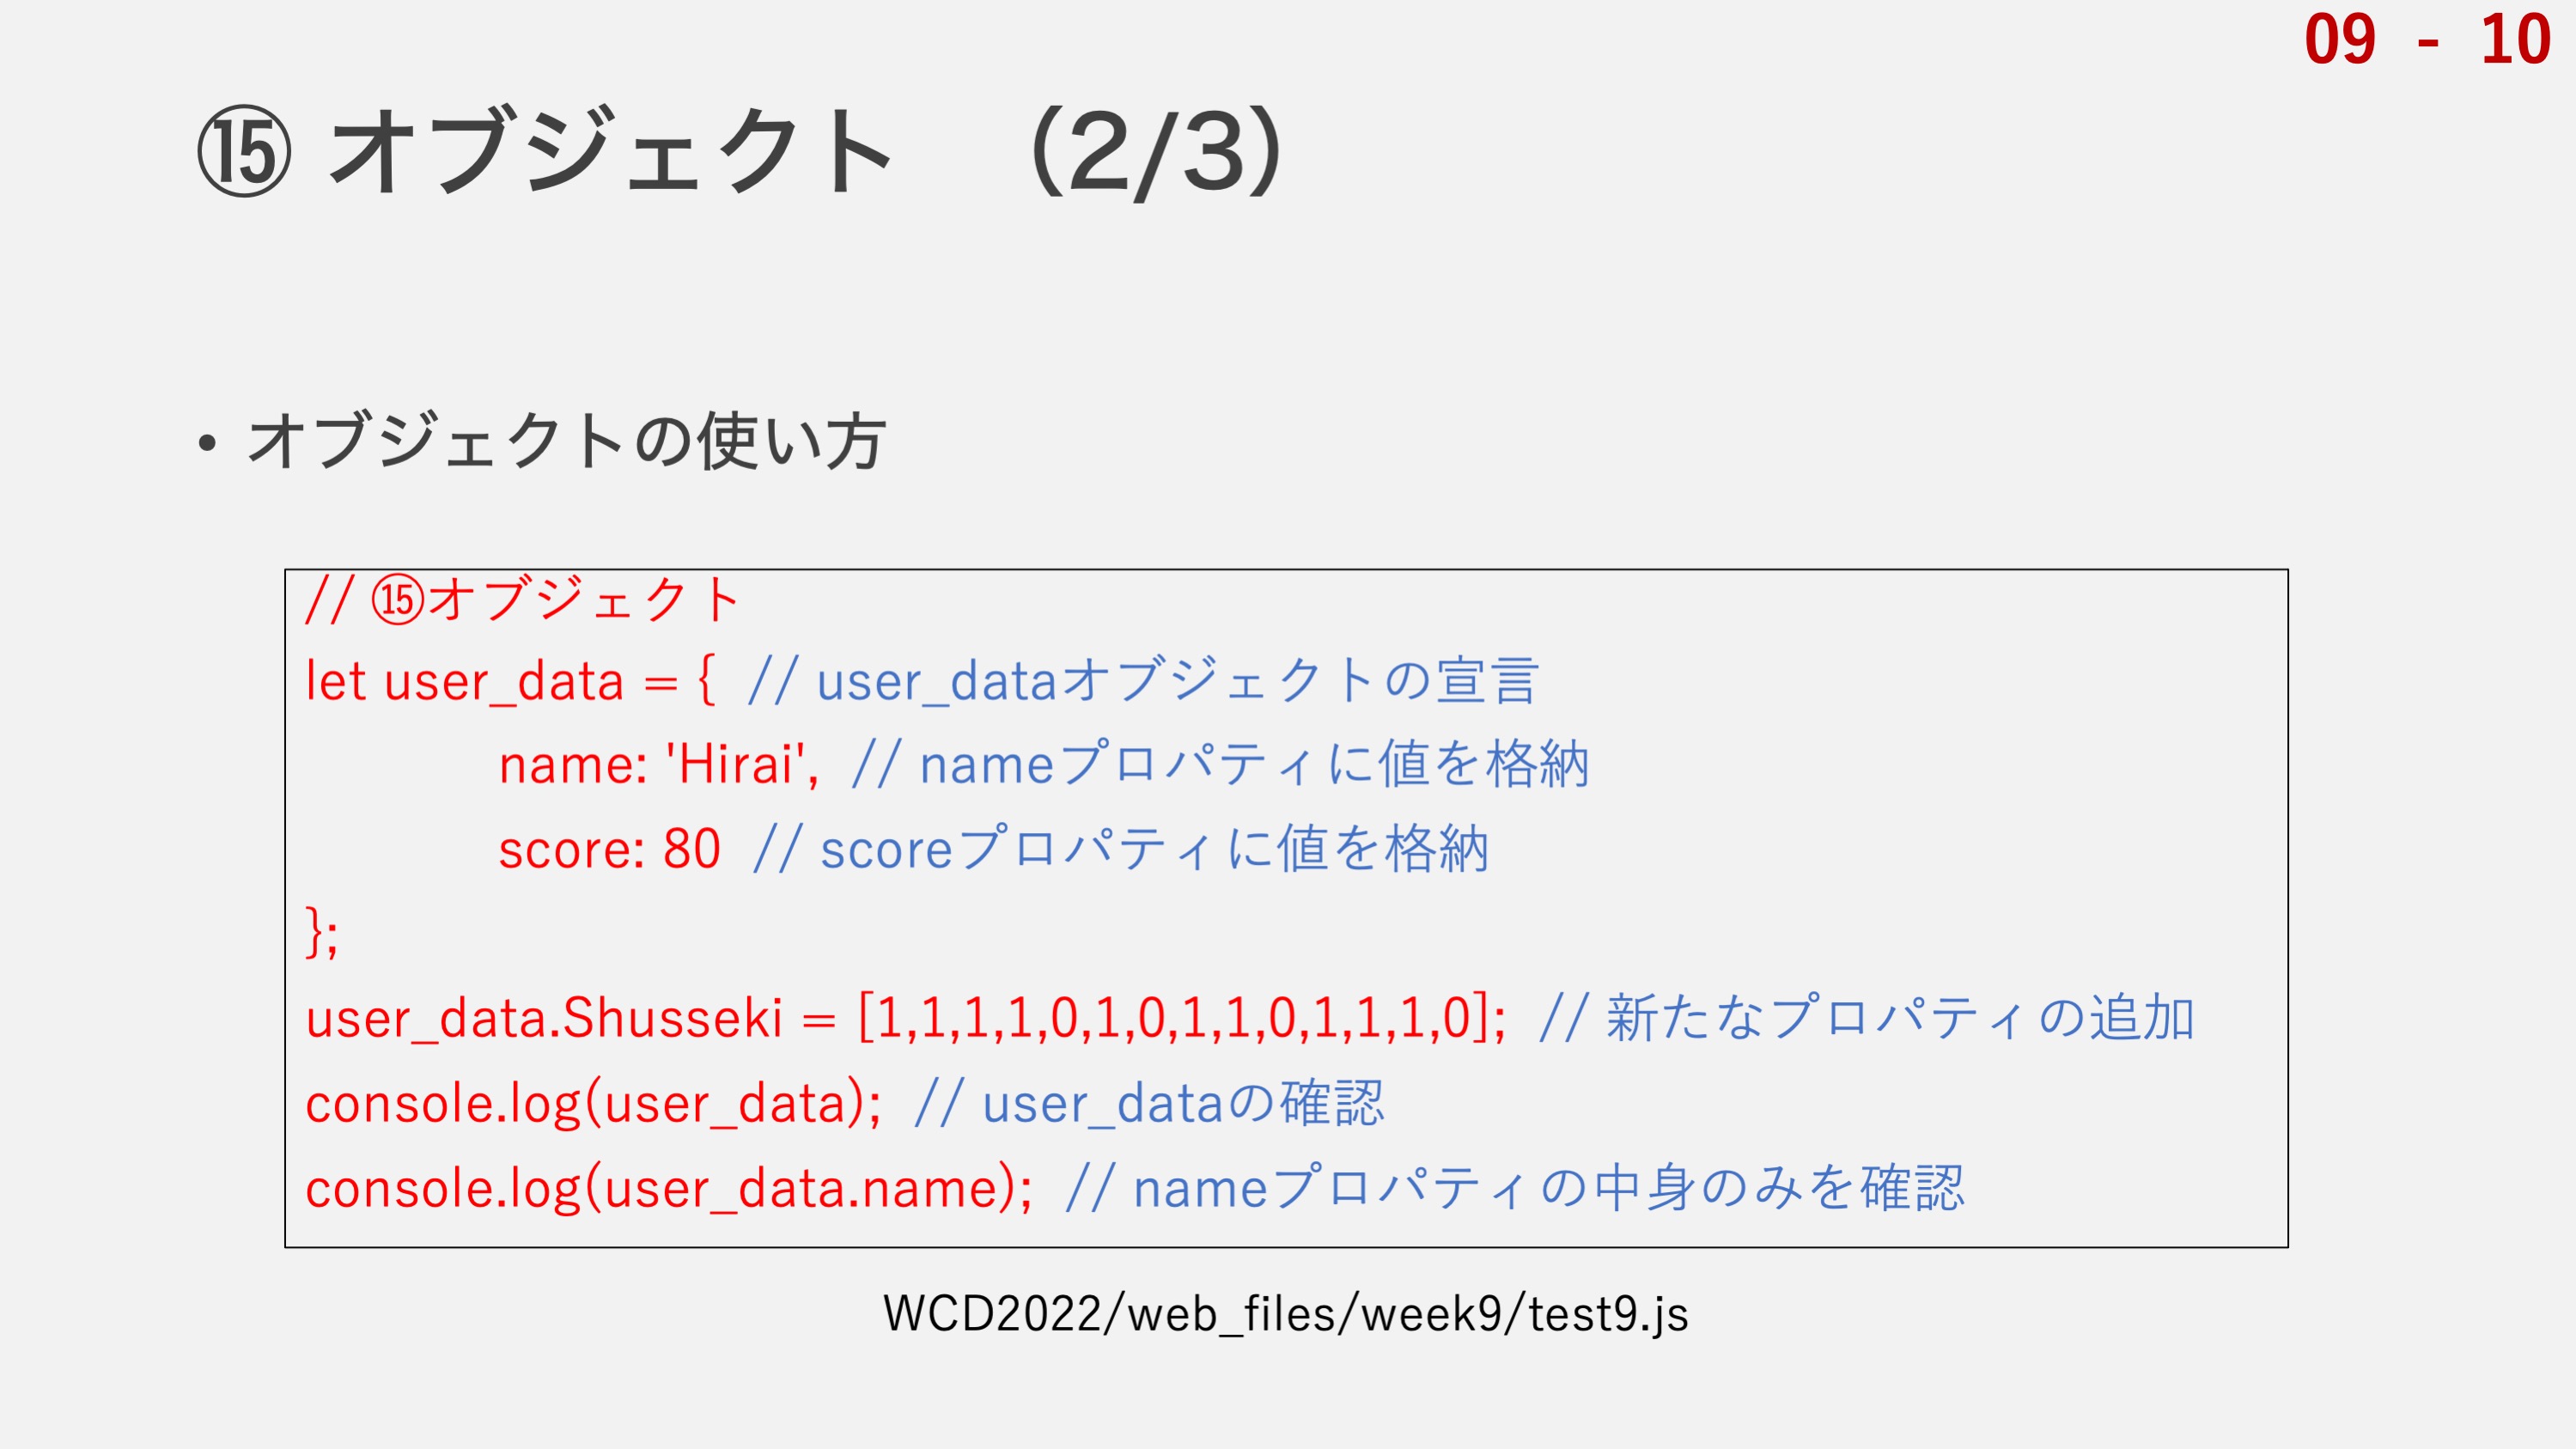 09 - 10
⑮ オブジェクト （2/3）
• オブジェクトの使い方
// ⑮オブジェクト
let user_data = { // user_dataオブジェクトの宣言
name: 'Hirai', // nameプロパティに値を格納
score: 80 // scoreプロパティに値を格納
};
user_data.Shusseki = [1,1,1,1,0,1,0,1,1,0,1,1,1,0]; // 新たなプロパティの追加
console.log(user_data); // user_dataの確認
console.log(user_data.name); // nameプロパティの中身のみを確認
WCD2022/web_files/week9/test9.js